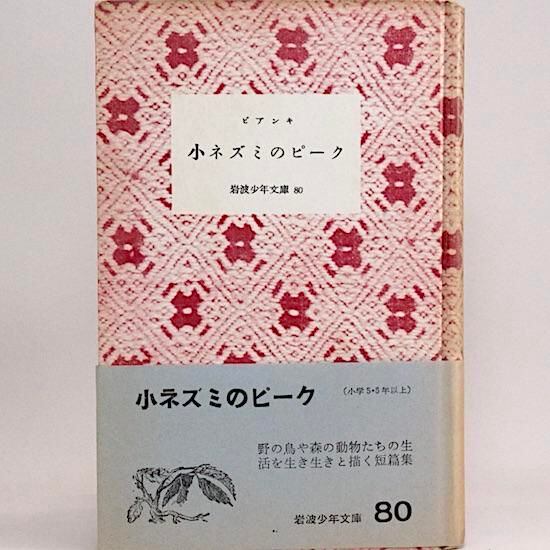 ビアンキ
小ネズミのピーク
岩波少年文庫 80
小ネズミのピーク
(小学5・6年以上)
野の鳥や森の動物たちの生
活を生き生きと描く短篇集
岩波少年文庫 80